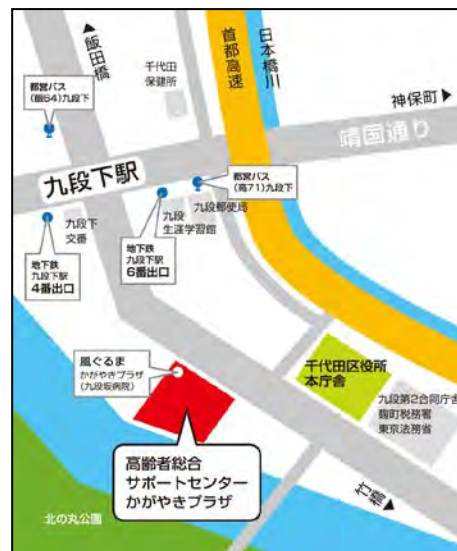 ▲飯田橋
首都高速
日本橋川
千代田
保健所
都営バス
(飯64)九段下
神保町▶
靖国通り
九段下駅
都営バス
(高71)九段下
九段下
交番
九段
生涯学習館
九段郵便局
地下鉄
九段下駅
4番出口
地下鉄
九段下駅
6番出口
風ぐるま
かがやきプラザ
(九段坂病院)
千代田区役所
本庁舎
九段第2合同庁舎
麹町税務署
東京法務省
高齢者総合
サポートセンター
かがやきプラザ
竹橋▶
北の丸公園